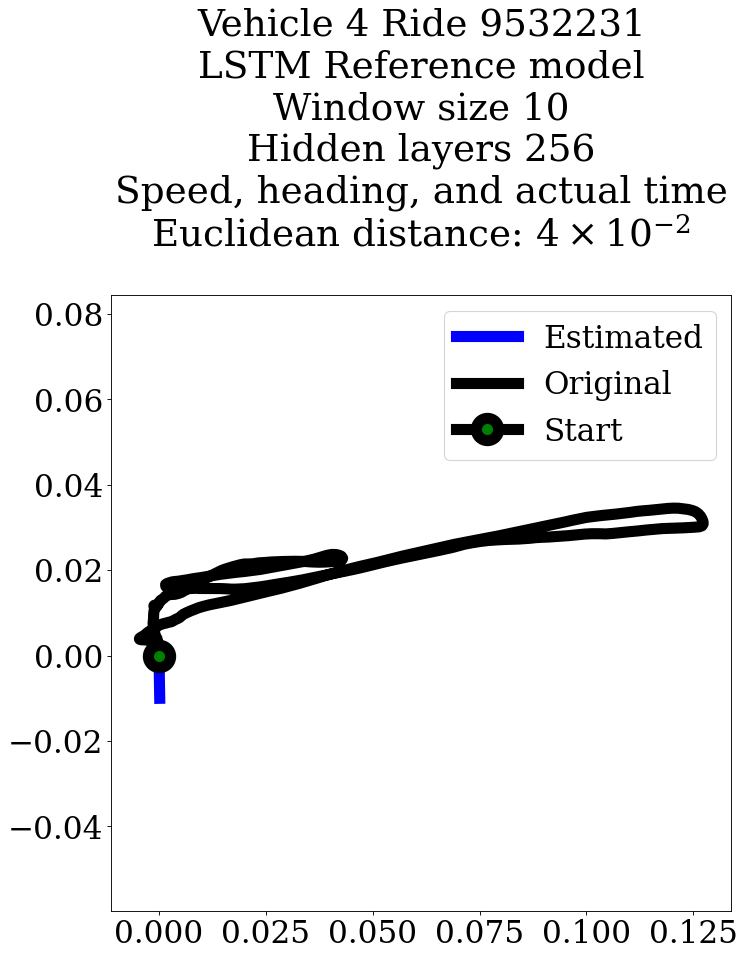 Vehicle 4 Ride 9532231
LSTM Reference model
Window size 10
Hidden layers 256
Speed, heading, and actual time
Euclidean distance: 4 × 10⁻²
0.08
0.06
0.04
0.02
0.00
−0.02
−0.04
Estimated
Original
Start
0.000 0.025 0.050 0.075 0.100 0.125